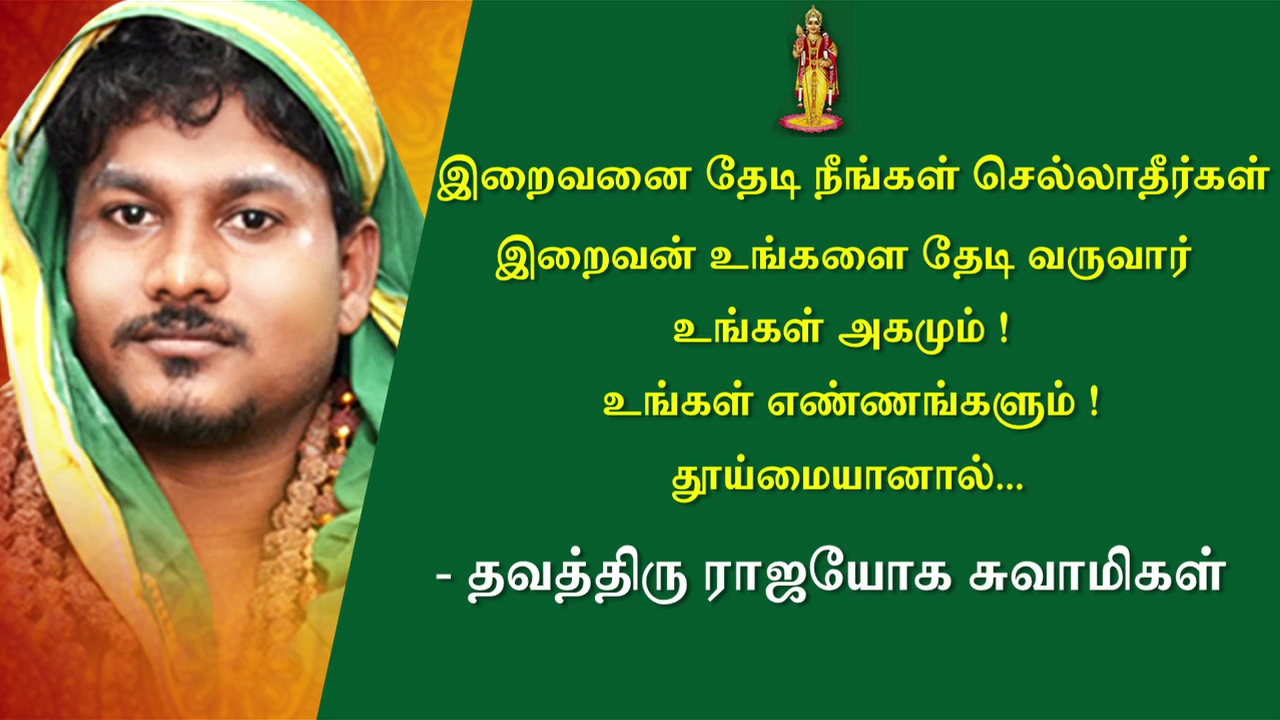 இறைவனை தேடி நீங்கள் செல்லாதீர்கள்
இறைவன் உங்களை தேடி வருவார்
உங்கள் அகமும் !
உங்கள் எண்ணங்களும் !
தூய்மையானால்...
- தவத்திரு ராஜயோக சுவாமிகள்